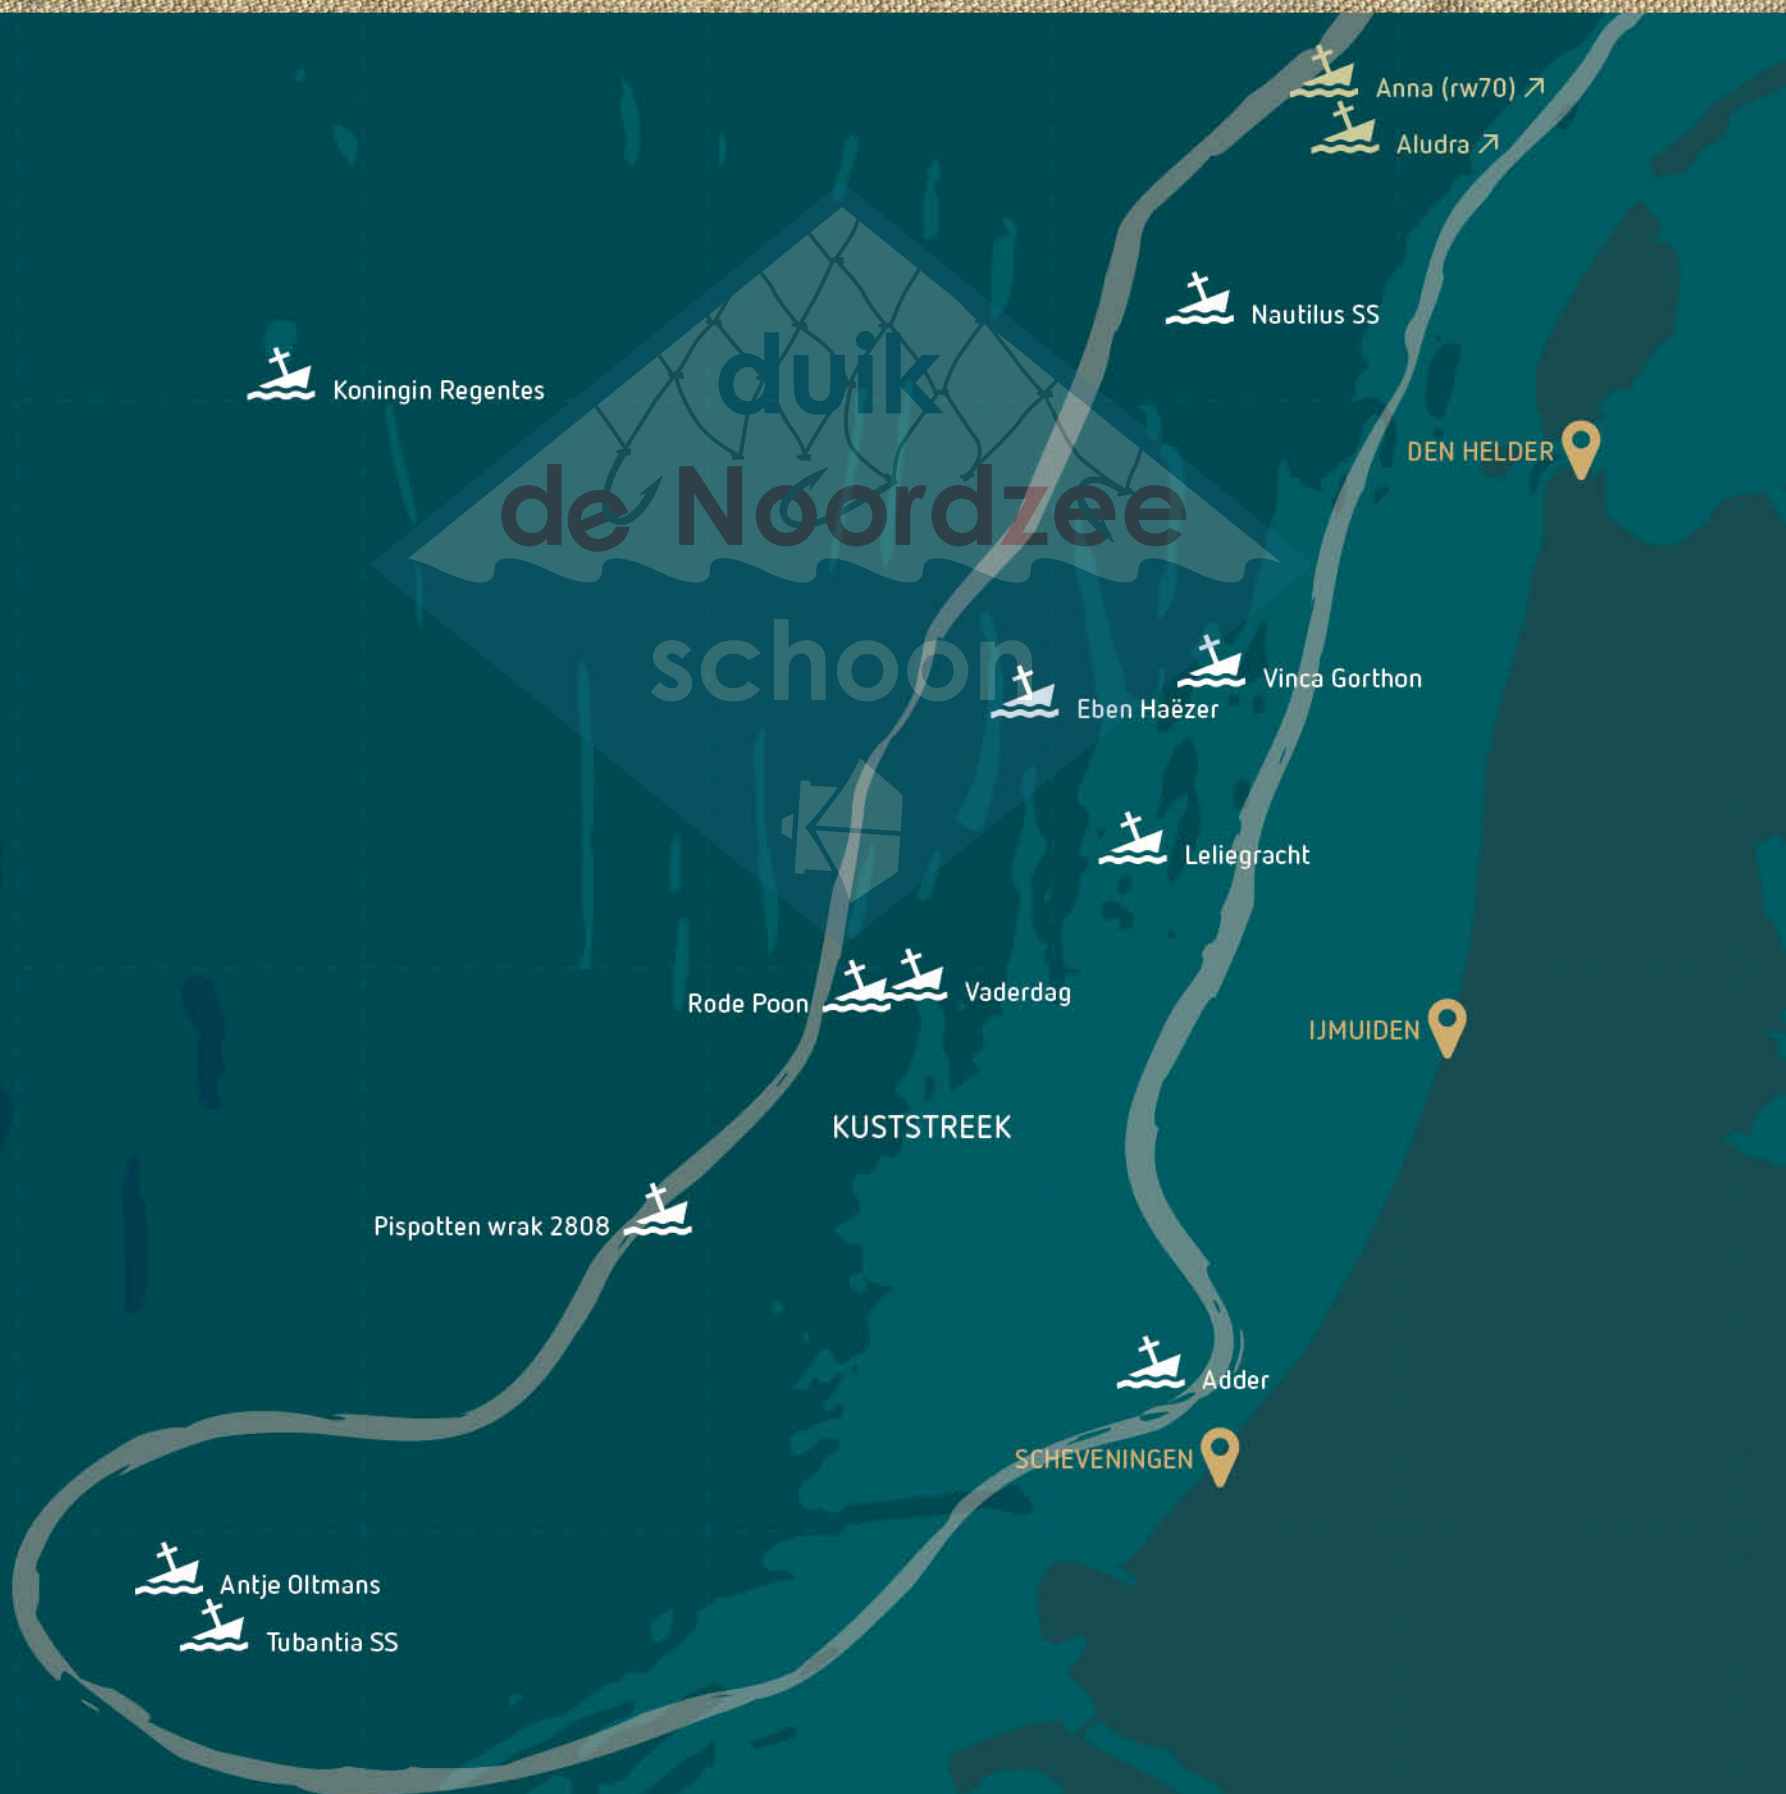 Anna (rw70) ↗
Aludra ↗
Nautilus SS
duik
Koningin Regentes
DEN HELDER
de Noordzee
schoon
Vinca Gorthon
Eben Haëzer
Leliegracht
Rode Poon
Vaderdag
IJMUIDEN
KUSTSTREEK
Pispotten wrak 2808
Adder
SCHEVENINGEN
Antje Oltmans
Tubantia SS